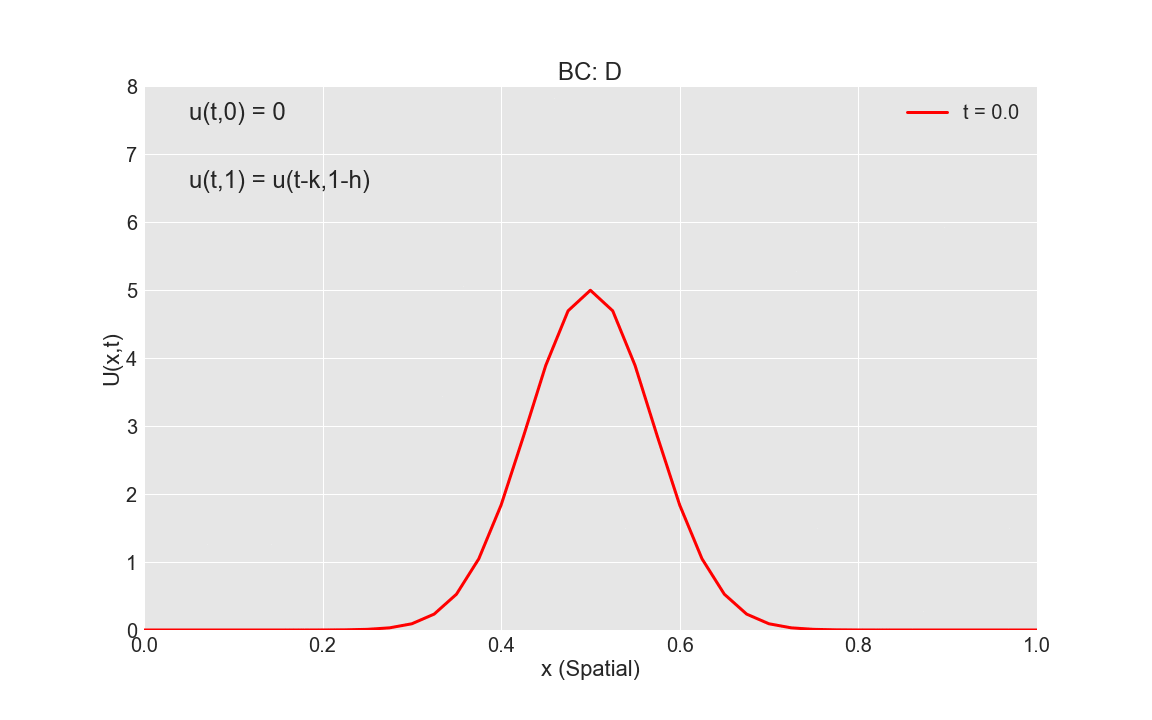 BC: D
8
u(t,0) = 0
t = 0.0
7
u(t,1) = u(t-k,1-h)
6
5
4
U(x,t)
3
2
1
0
0.0 0.2 0.4 0.6 0.8 1.0
x (Spatial)